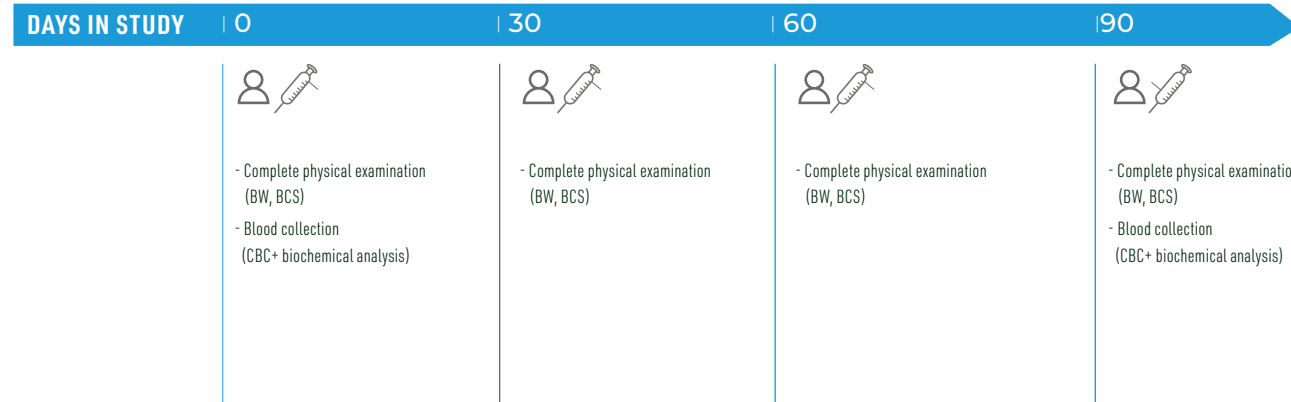 DAYS IN STUDY 0 30 60 90
- Complete physical examination
(BW, BCS)
- Blood collection
(CBC+ biochemical analysis)
- Complete physical examination
(BW, BCS)
- Complete physical examination
(BW, BCS)
- Complete physical examinatio
(BW, BCS)
- Blood collection
(CBC+ biochemical analysis)